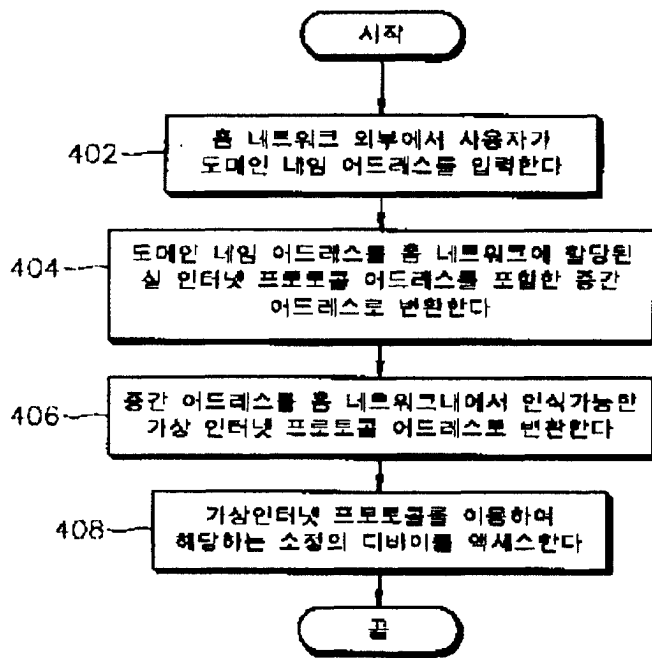 시작
402
홈 네트워크 외부에서 사용자가
도메인 네임 어드레스를 입력한다
404
도메인 네임 어드레스를 홈 네트워크에 할당된
실 인터넷 프로토콜 어드레스를 포함한 중간
어드레스로 변환한다
406
중간 어드레스를 홈 네트워크내에서 인식가능한
가상 인터넷 프로토콜 어드레스로 변환한다
408
가상인터넷 프로토콜를 이용하여
해당하는 소정의 디바이를 액세스한다
끝